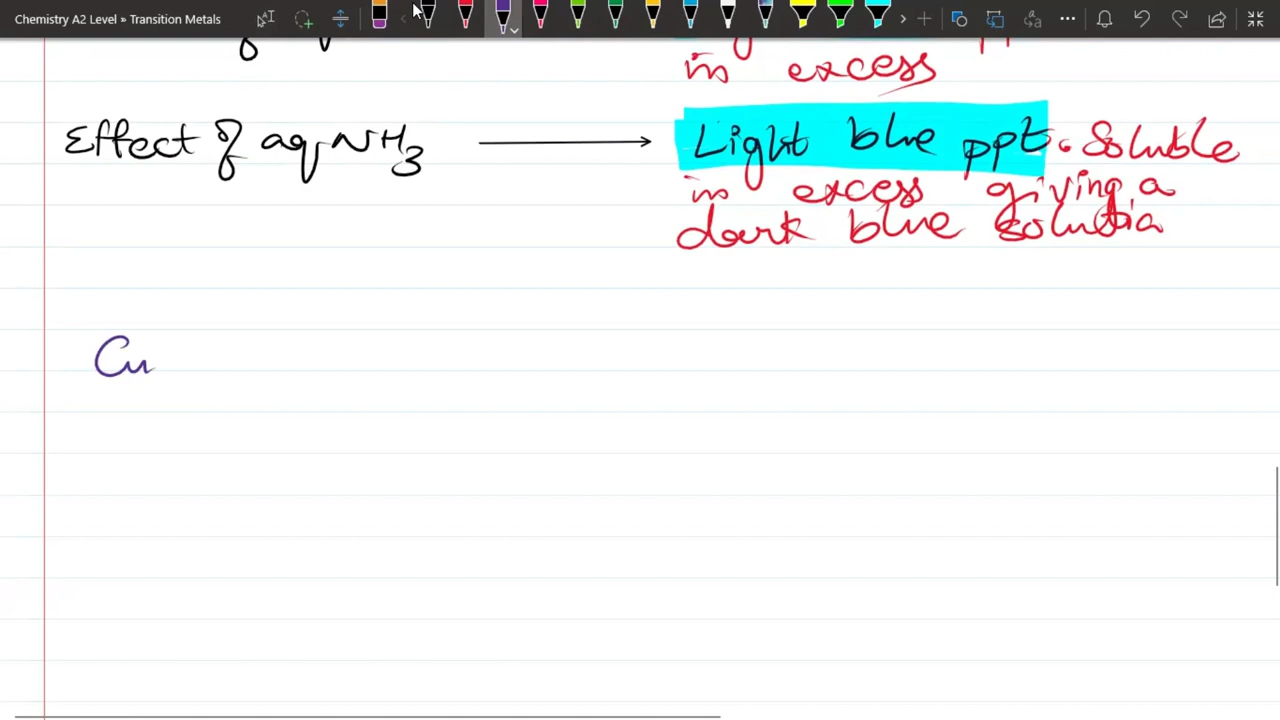 Chemistry A2 Level » Transition Metals
in excess
Effect of aq NH3 → Light blue ppt. Soluble
in excess giving a
dark blue solutio
Cu